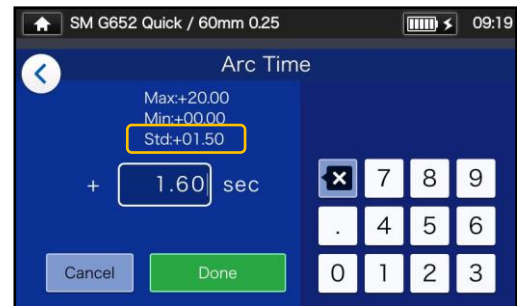 SM G652 Quick / 60mm 0.25 09:19
Arc Time
Max:+20.00
Min:+00.00
Std:+01.50
+ 1.60 sec
7 8 9
. 4 5 6
Cancel Done 0 1 2 3